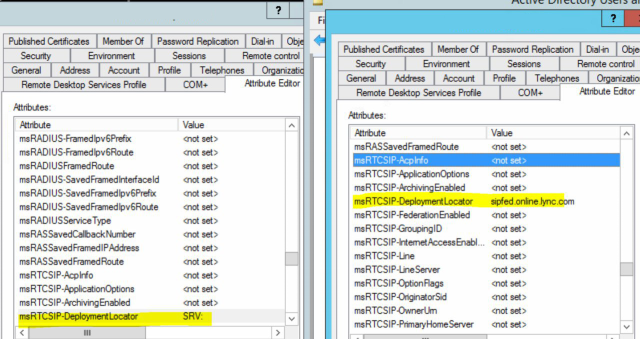 ?
Published Certificates Member Of Password Replication Dial-in Obje
Security Environment Sessions Remote control
General Address Account Profile Telephones Organizatio
Remote Desktop Services Profile COM+ Attribute Editor
Attributes:
Attribute Value
msRADIUS-FramedIpv6Prefix <not set>
msRADIUS-FramedIpv6Route <not set>
msRADIUSFramedRoute <not set>
msRADIUS-SavedFramedInterfaceId <not set>
msRADIUS-SavedFramedIpv6Prefix <not set>
msRADIUS-SavedFramedIpv6Route <not set>
msRADIUSServiceType <not set>
msRASSavedCallbackNumber <not set>
msRASSavedFramedIPAddress <not set>
msRASSavedFramedRoute <not set>
msRTCSIP-AcpInfo <not set>
msRTCSIP-ApplicationOptions <not set>
msRTCSIP-ArchivingEnabled <not set>
msRTCSIP-DeploymentLocator SRV:
Active Directory Users a
Fi
?
Published Certificates Member Of Password Replication Dial-in Obje
Security Environment Sessions Remote control
General Address Account Profile Telephones Organizatio
Remote Desktop Services Profile COM+ Attribute Editor
Attributes:
Attribute Value
msRASSavedFramedRoute <not set>
msRTCSIP-AcpInfo <not set>
msRTCSIP-ApplicationOptions <not set>
msRTCSIP-ArchivingEnabled <not set>
msRTCSIP-DeploymentLocator sipfed.online.lync.com
msRTCSIP-FederationEnabled <not set>
msRTCSIP-GroupingID <not set>
msRTCSIP-InternetAccessEnabl... <not set>
msRTCSIP-Line <not set>
msRTCSIP-LineServer <not set>
msRTCSIP-OptionFlags <not set>
msRTCSIP-OriginatorSid <not set>
msRTCSIP-OwnerUrn <not set>
msRTCSIP-PrimaryHomeServer <not set>